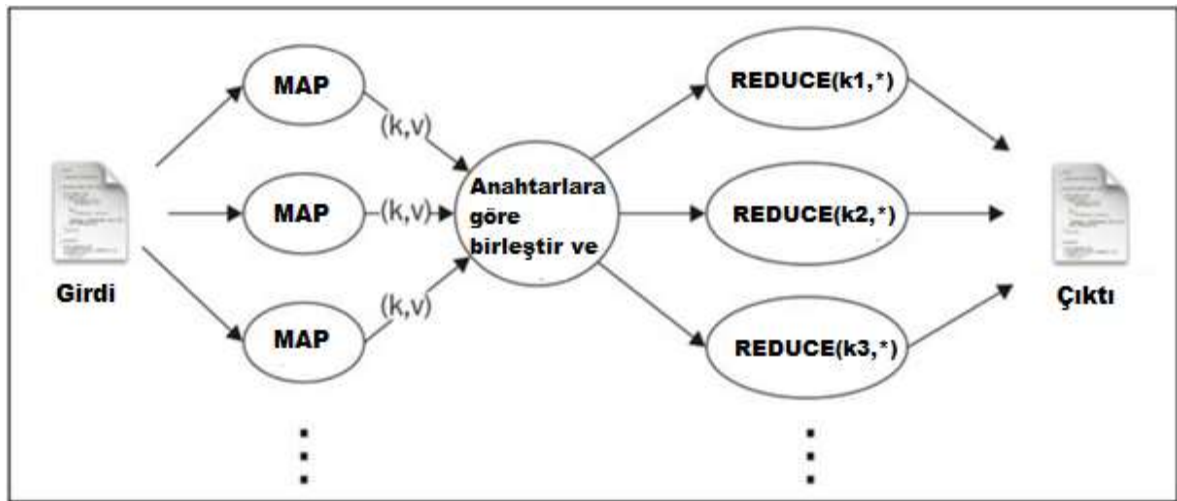 Girdi
MAP
MAP
MAP
(k,v)
(k,v)
(k,v)
Anahtarlara
göre
birleştir ve
REDUCE(k1,*)
REDUCE(k2,*)
REDUCE(k3,*)
Çıktı